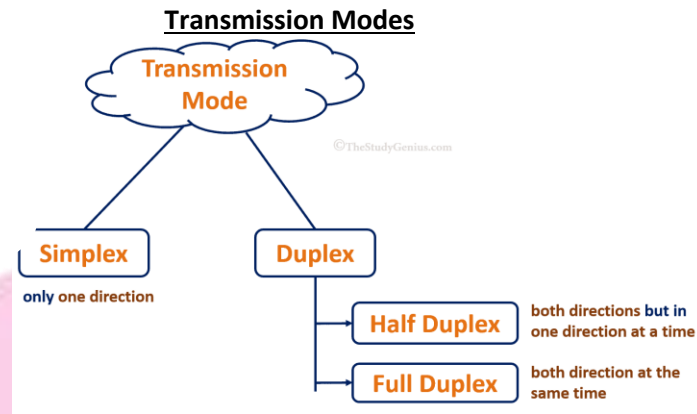 Transmission Modes
Transmission
Mode
©TheStudyGenius.com
Simplex
only one direction
Duplex
Half Duplex
both directions but in
one direction at a time
Full Duplex
both direction at the
same time